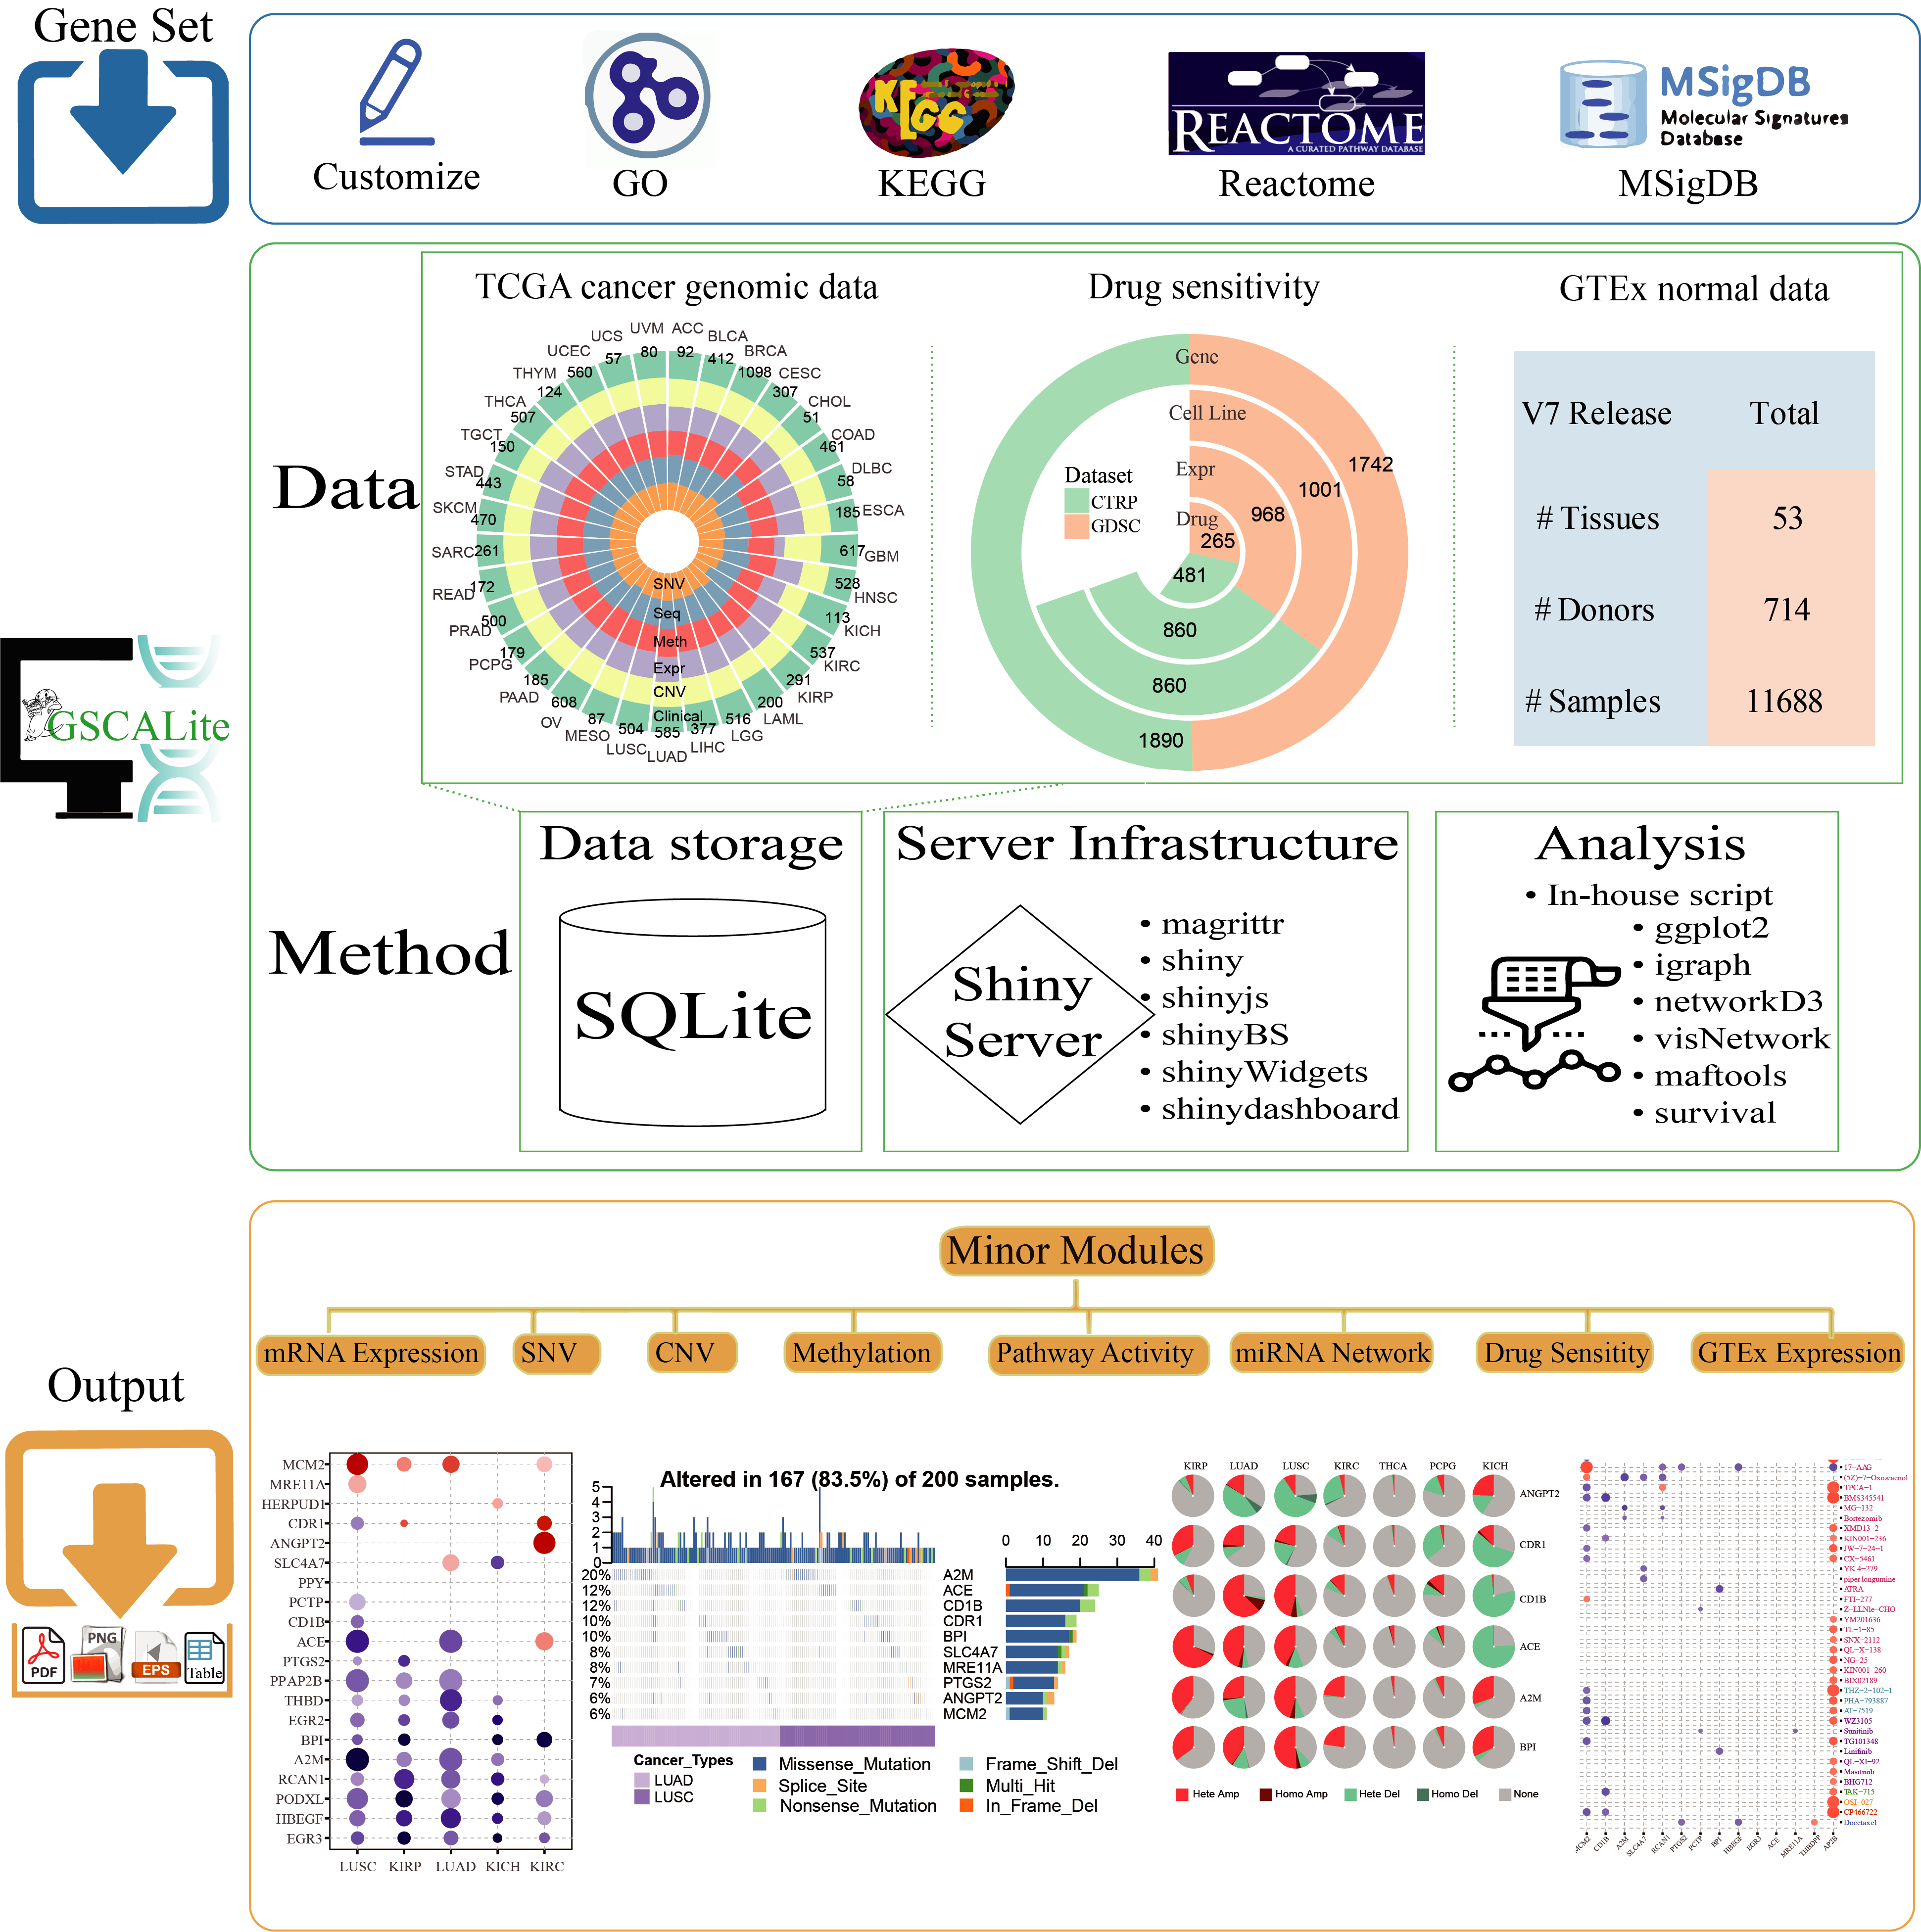 Gene Set
Customize
GO
KEGG
KEGG
REACTOME
A CURATED PATHWAY DATABASE
Reactome
MSigDB
Molecular Signatures
Database
MSigDB
GSCALite
Data
TCGA cancer genomic data
UVM 80
ACC 92
BLCA 412
BRCA 1098
CESC 307
CHOL 51
COAD 461
DLBC 58
ESCA 185
GBM 617
HNSC 528
KICH 113
KIRC 537
KIRP 291
LAML 200
LGG 516
LIHC 377
LUAD 585
LUSC 504
MESO 87
OV 608
PAAD 185
PCPG 179
PRAD 500
READ 172
SARC 261
SKCM 470
STAD 443
TGCT 150
THCA 507
THYM 124
UCEC 560
UCS 57
SNV
Seq
Meth
Expr
CNV
Clinical
Drug sensitivity
Gene
Cell Line
Expr
Drug
1742
1001
968
265
481
860
860
1890
Dataset
CTRP
GDSC
GTEx normal data
V7 Release Total
# Tissues 53
# Donors 714
# Samples 11688
Method
Data storage
SQLite
Server Infrastructure
Shiny
Server
• magrittr
• shiny
• shinyjs
• shinyBS
• shinyWidgets
• shinydashboard
Analysis
• In-house script
• ggplot2
• igraph
• networkD3
• visNetwork
• maftools
• survival
Output
PDF
PNG
EPS
Table
Minor Modules
mRNA Expression
SNV
CNV
Methylation
Pathway Activity
miRNA Network
Drug Sensitity
GTEx Expression
MCM2
MRE11A
HERPUD1
CDR1
ANGPT2
SLC4A7
PPY
PCTP
CD1B
ACE
PTGS2
PPAP2B
THBD
EGR2
BPI
A2M
RCAN1
PODXL
HBEGF
EGR3
LUSC KIRP LUAD KICH KIRC
Altered in 167 (83.5%) of 200 samples.
5
4
3
2
1
0
0 10 20 30 40
20% A2M
12% ACE
12% CD1B
10% CDR1
10% BPI
8% SLC4A7
8% MRE11A
7% PTGS2
6% ANGPT2
6% MCM2
Cancer_Types
LUAD
LUSC
Missense_Mutation
Splice_Site
Nonsense_Mutation
Frame_Shift_Del
Multi_Hit
In_Frame_Del
KIRP LUAD LUSC KIRC THCA PCPG KICH
ANGPT2
CDR1
CD1B
ACE
A2M
BPI
Hete Amp Homo Amp Hete Del Homo Del None
17-AAG
(5Z)-7-Oxozeaenol
TPCA-1
BMS345541
MG-132
Bortezomib
XMD13-2
KIN001-236
JW-7-24-1
CX-5461
YK 4-279
piperlongumine
ATRA
FTI-277
Z-LLNle-CHO
YM201636
TL-1-85
SNX-2112
QL-X-138
NG-25
KIN001-260
BIX02189
THZ-2-102-1
PHA-793887
AT-7519
WZ3105
Sunitinib
TG101348
Linifinib
QL-XI-92
Masitinib
BHG712
TAK-715
OSI-027
CP466722
Docetaxel
MCM2 CD1B A2M SLC4A7 RCAN1 PTGS2 PCTP BPI HBEGF EGR3 ACE MRE11A